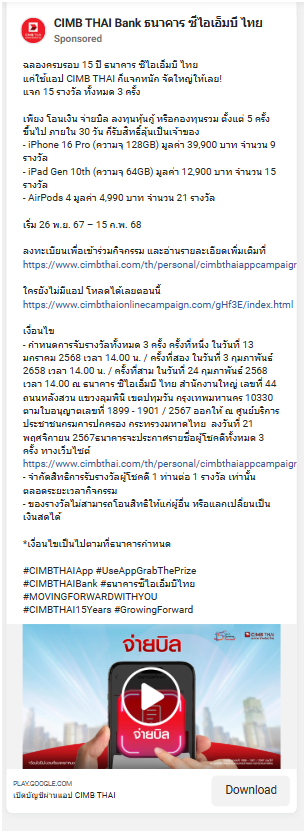 CIMB THAI Bank ธนาคาร ซีไอเอ็มบี ไทย
Sponsored
ฉลองครบรอบ 15 ปี ธนาคาร ซีไอเอ็มบี ไทย
แค่ใช้แอป CIMB THAI ก็แจกหนัก จัดใหญ่ให้เลย!
แจก 15 รางวัล ทั้งหมด 3 ครั้ง
เพียง โอนเงิน จ่ายบิล ลงทุนหุ้นกู้ หรือกองทุนรวม ตั้งแต่ 5 ครั้ง
ขึ้นไป ภายใน 30 วัน ก็รับสิทธิ์ลุ้นเป็นเจ้าของ
- iPhone 16 Pro (ความจุ 128GB) มูลค่า 39,900 บาท จำนวน 9
รางวัล
- iPad Gen 10th (ความจุ 64GB) มูลค่า 12,900 บาท จำนวน 15
รางวัล
- AirPods 4 มูลค่า 4,990 บาท จำนวน 21 รางวัล
เริ่ม 26 พ.ย. 67 – 15 ก.พ. 68
ลงทะเบียนเพื่อเข้าร่วมกิจกรรม และอ่านรายละเอียดเพิ่มเติมที่
https://www.cimbthai.com/th/personal/cimbthaiappcampaign
ใครยังไม่มีแอป โหลดได้เลยตอนนี้
https://www.cimbthaionlinecampaign.com/gHf3E/index.html
เงื่อนไข
- กำหนดการจับรางวัลทั้งหมด 3 ครั้ง ครั้งที่หนึ่ง ในวันที่ 13
มกราคม 2568 เวลา 14.00 น. / ครั้งที่สอง ในวันที่ 3 กุมภาพันธ์
2658 เวลา 14.00 น. / ครั้งที่สาม ในวันที่ 24 กุมภาพันธ์ 2568
เวลา 14.00 ณ ธนาคาร ซีไอเอ็มบี ไทย สำนักงานใหญ่ เลขที่ 44
ถนนหลังสวน แขวงลุมพินี เขตปทุมวัน กรุงเทพมหานคร 10330
ตามใบอนุญาตเลขที่ 1899 - 1901 / 2567 ออกให้ ณ ศูนย์บริการ
ประชาชนกรมการปกครอง กระทรวงมหาดไทย ลงวันที่ 21
พฤศจิกายน 2567ธนาคารจะประกาศรายชื่อผู้โชคดีทั้งหมด 3
ครั้ง ทางเว็บไซต์
https://www.cimbthai.com/th/personal/cimbthaiappcampaign
- จำกัดสิทธิการรับรางวัลผู้โชคดี 1 ท่านต่อ 1 รางวัล เท่านั้น
ตลอดระยะเวลากิจกรรม
- ของรางวัลไม่สามารถโอนสิทธิให้แก่ผู้อื่น หรือแลกเปลี่ยนเป็น
เงินสดได้
*เงื่อนไขเป็นไปตามที่ธนาคารกำหนด
#CIMBTHAIApp #UseAppGrabThePrize
#CIMBTHAIBank #ธนาคารซีไอเอ็มบีไทย
#MOVINGFORWARDWITHYOU
#CIMBTHAI15Years #GrowingForward
จ่ายบิล
CIMB THAI
จ่ายบิล
PLAY.GOOGLE.COM
เปิดบัญชีผ่านแอป CIMB THAI
Download